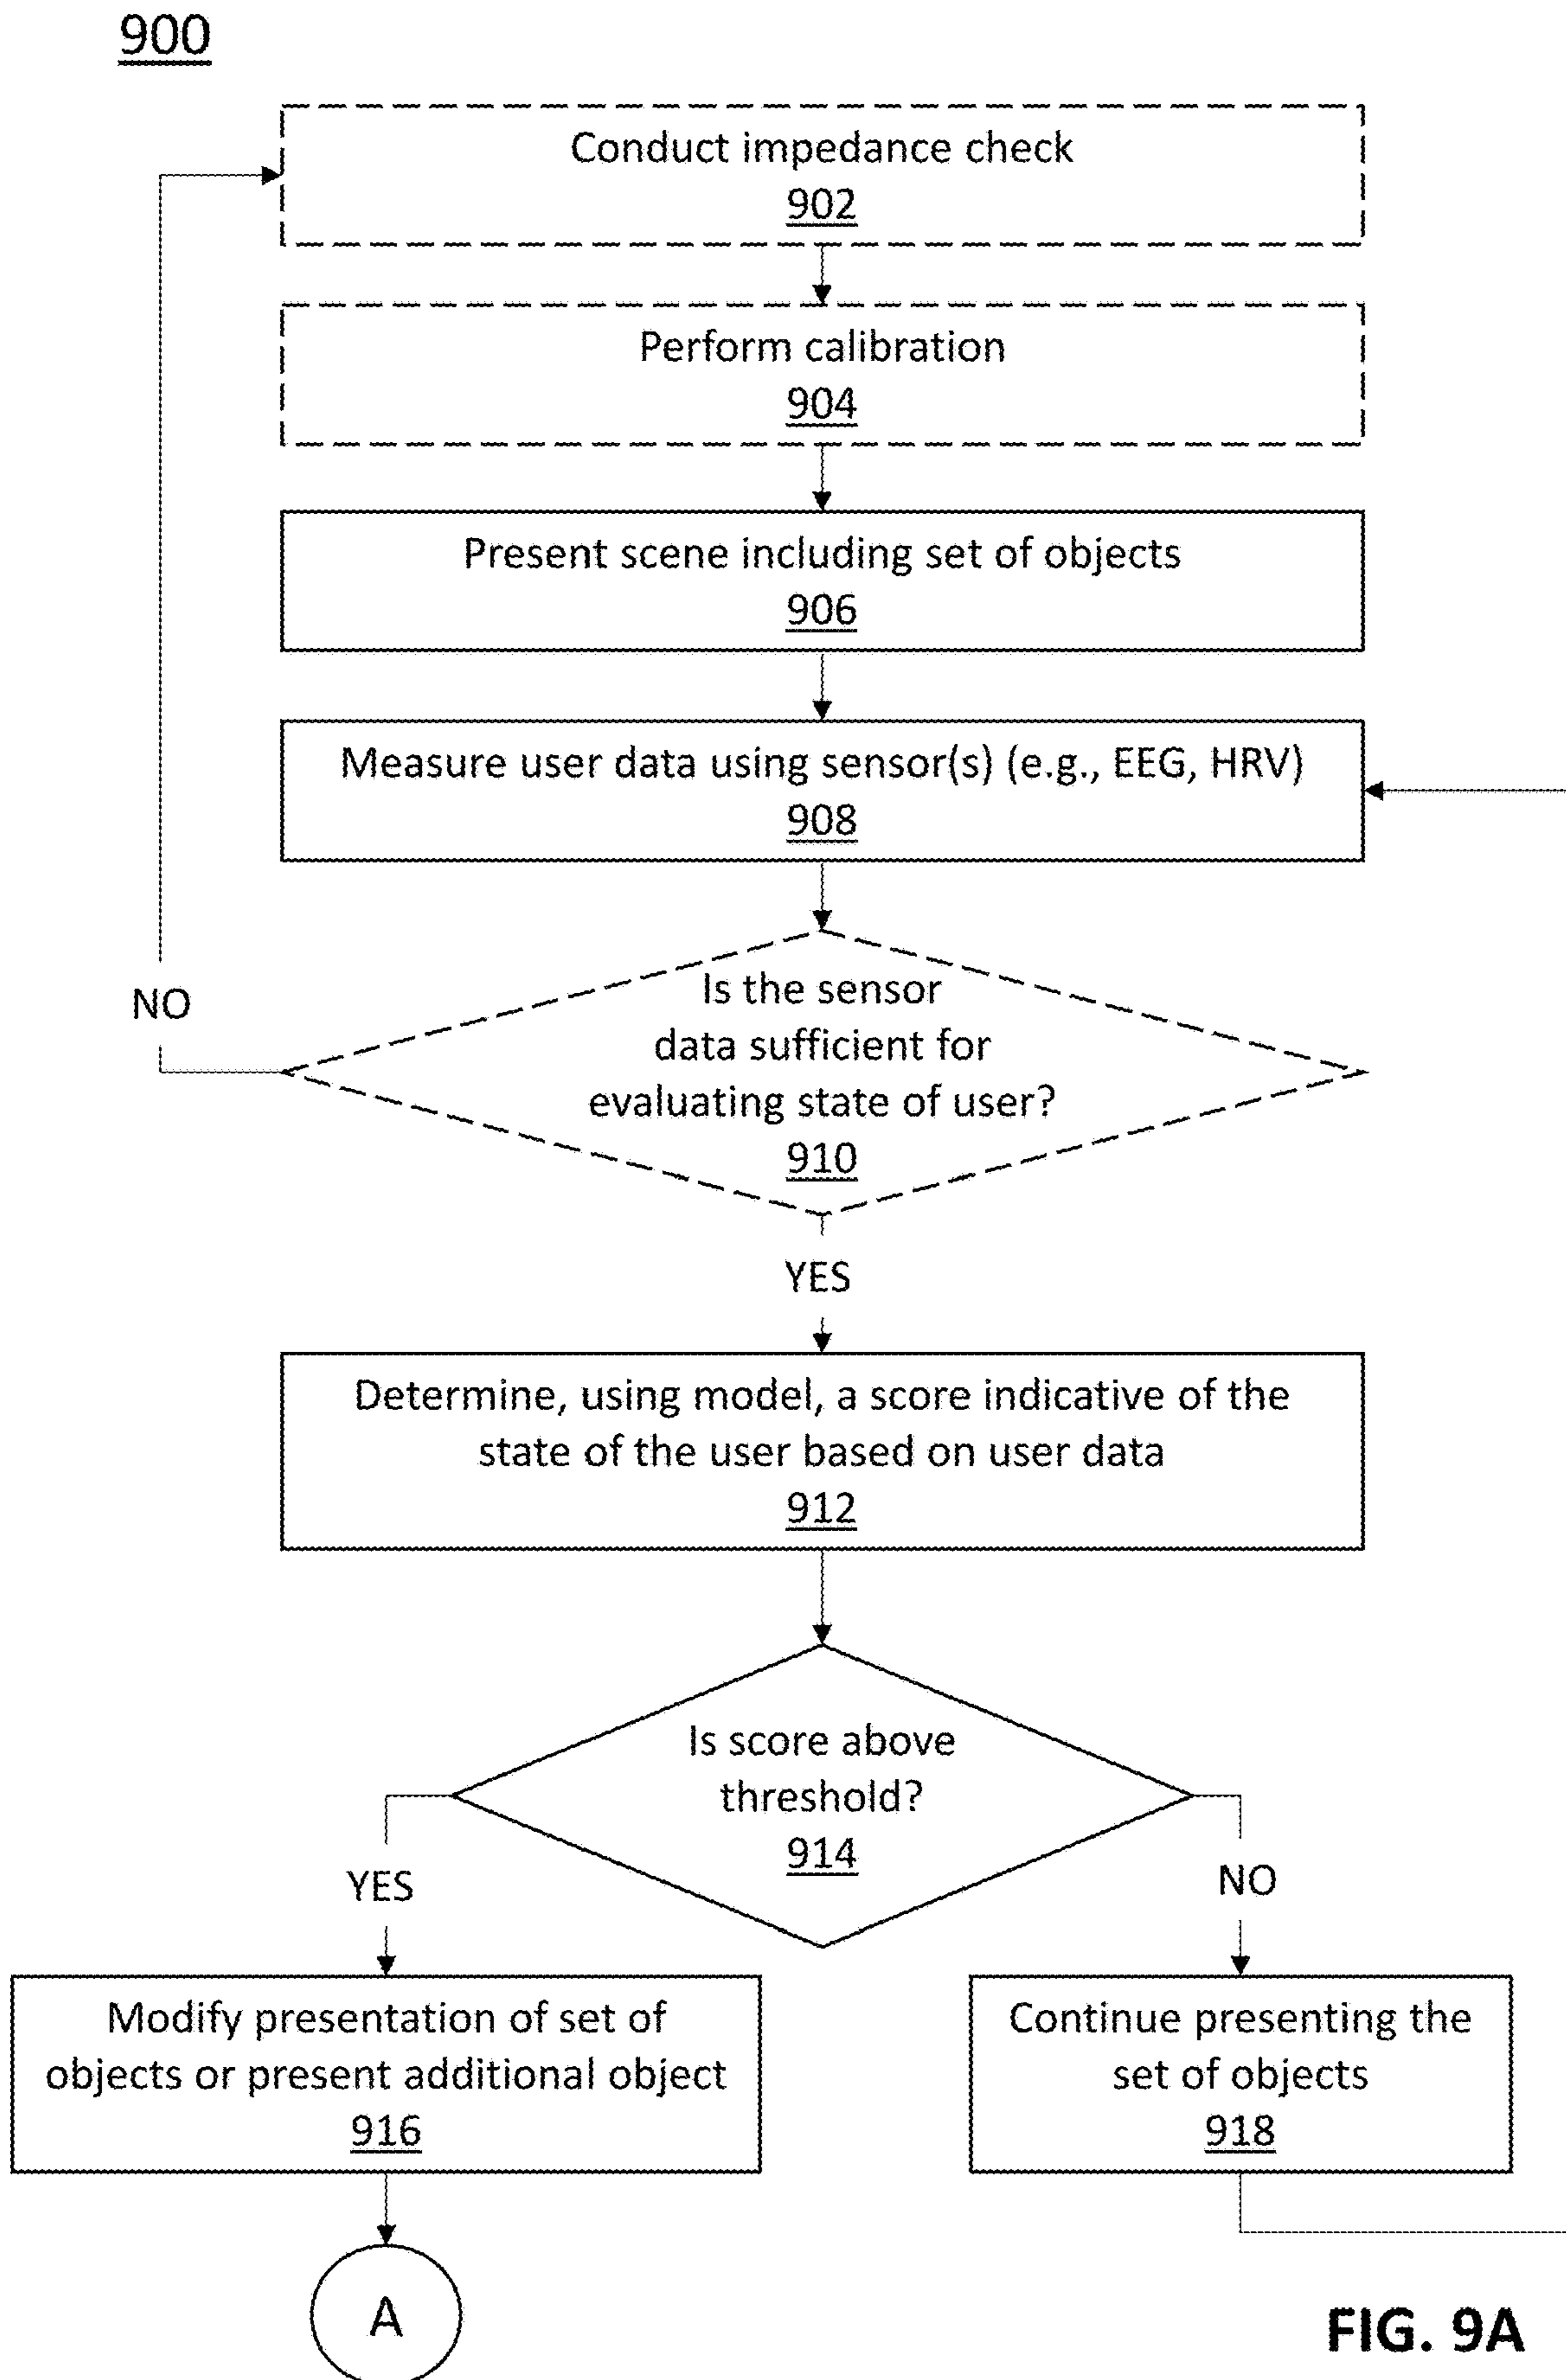 900
Conduct impedance check
902
Perform calibration
904
Present scene including set of objects
906
Measure user data using sensor(s) (e.g., EEG, HRV)
908
Is the sensor
data sufficient for
evaluating state of user?
910
NO
YES
Determine, using model, a score indicative of the
state of the user based on user data
912
Is score above
threshold?
914
YES
NO
Modify presentation of set of
objects or present additional object
916
Continue presenting the
set of objects
918
A
FIG. 9A